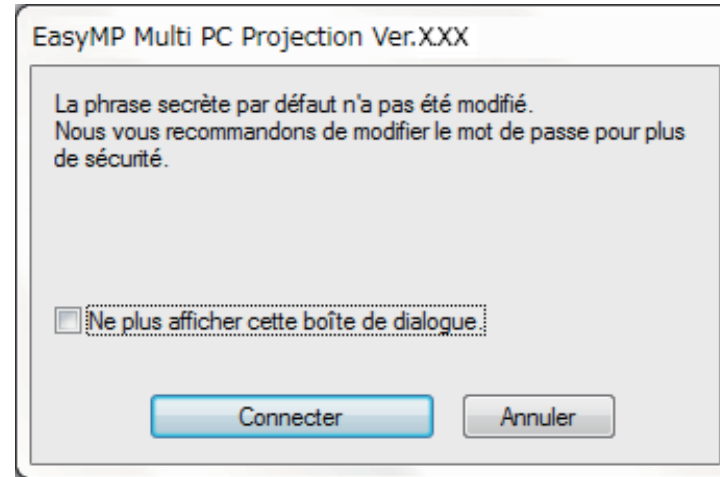 EasyMP Multi PC Projection Ver.XXX
La phrase secrète par défaut n'a pas été modifié.
Nous vous recommandons de modifier le mot de passe pour plus
de sécurité.
Ne plus afficher cette boîte de dialogue.
Connecter
Annuler